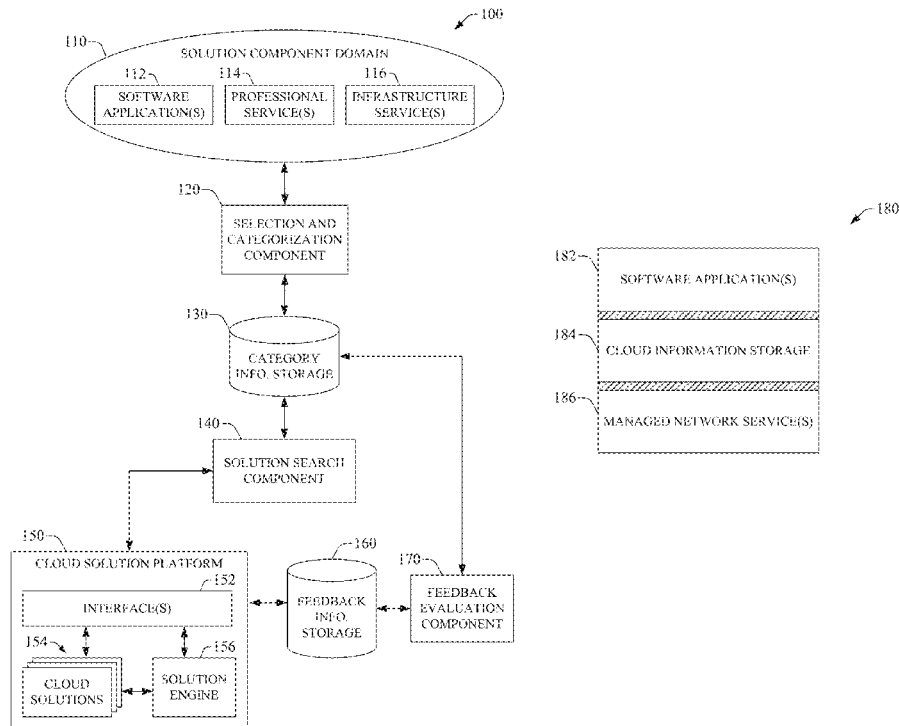 100
110
SOLUTION COMPONENT DOMAIN
112
114
116
SOFTWARE
APPLICATION(S)
PROFESSIONAL
SERVICE(S)
INFRASTRUCTURE
SERVICE(S)
120
SELECTION AND
CATEGORIZATION
COMPONENT
130
CATEGORY
INFO. STORAGE
140
SOLUTION SEARCH
COMPONENT
150
CLOUD SOLUTION PLATFORM
152
INTERFACE(S)
154
CLOUD
SOLUTIONS
156
SOLUTION
ENGINE
160
FEEDBACK
INFO.
STORAGE
170
FEEDBACK
EVALUATION
COMPONENT
180
182
SOFTWARE APPLICATION(S)
184
CLOUD INFORMATION STORAGE
186
MANAGED NETWORK SERVICE(S)